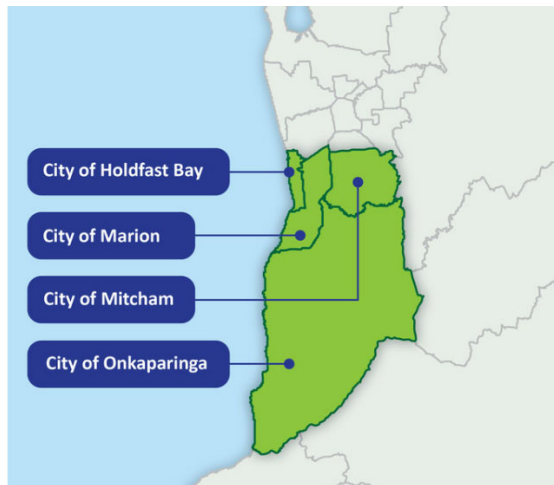 City of Holdfast Bay
City of Marion
City of Mitcham
City of Onkaparinga